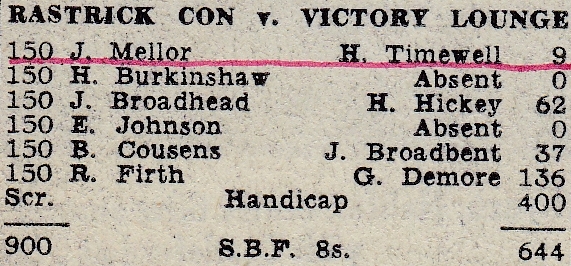 RASTRICK CON v. VICTORY LOUNGE
150 J. Mellor H. Timewell 9
150 H. Burkinshaw Absent 0
150 J. Broadhead H. Hickey 62
150 E. Johnson Absent 0
150 B. Cousens J. Broadbent 37
150 R. Firth G. Demore 136
Scr. Handicap 400
900 S.B.F. 8s. 644